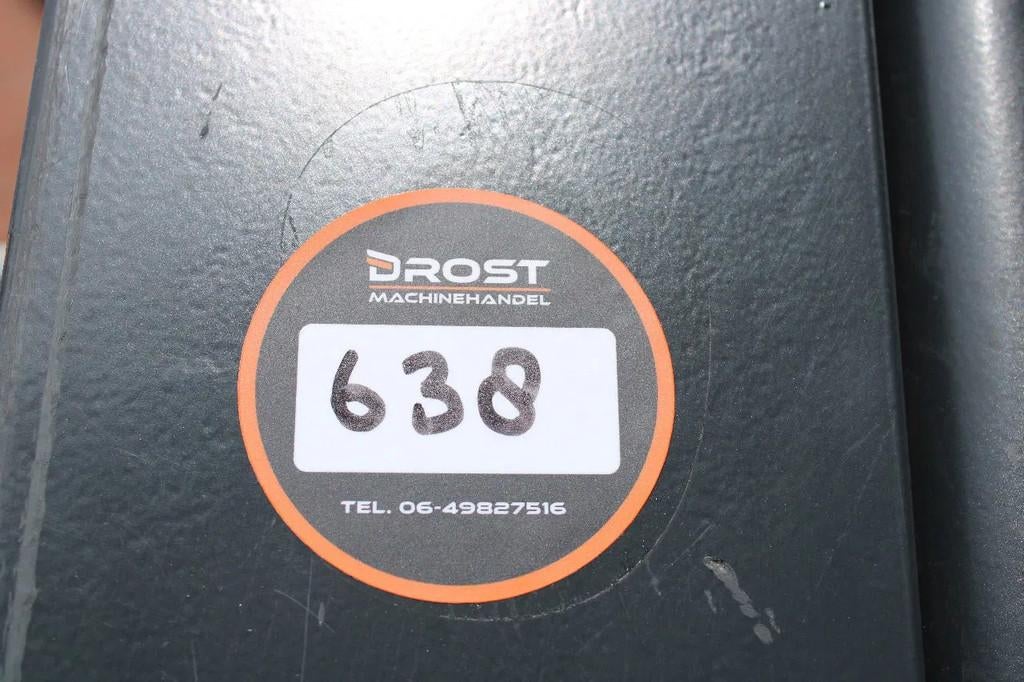 DROST
MACHINEHANDEL
638
TEL. 06-49827516